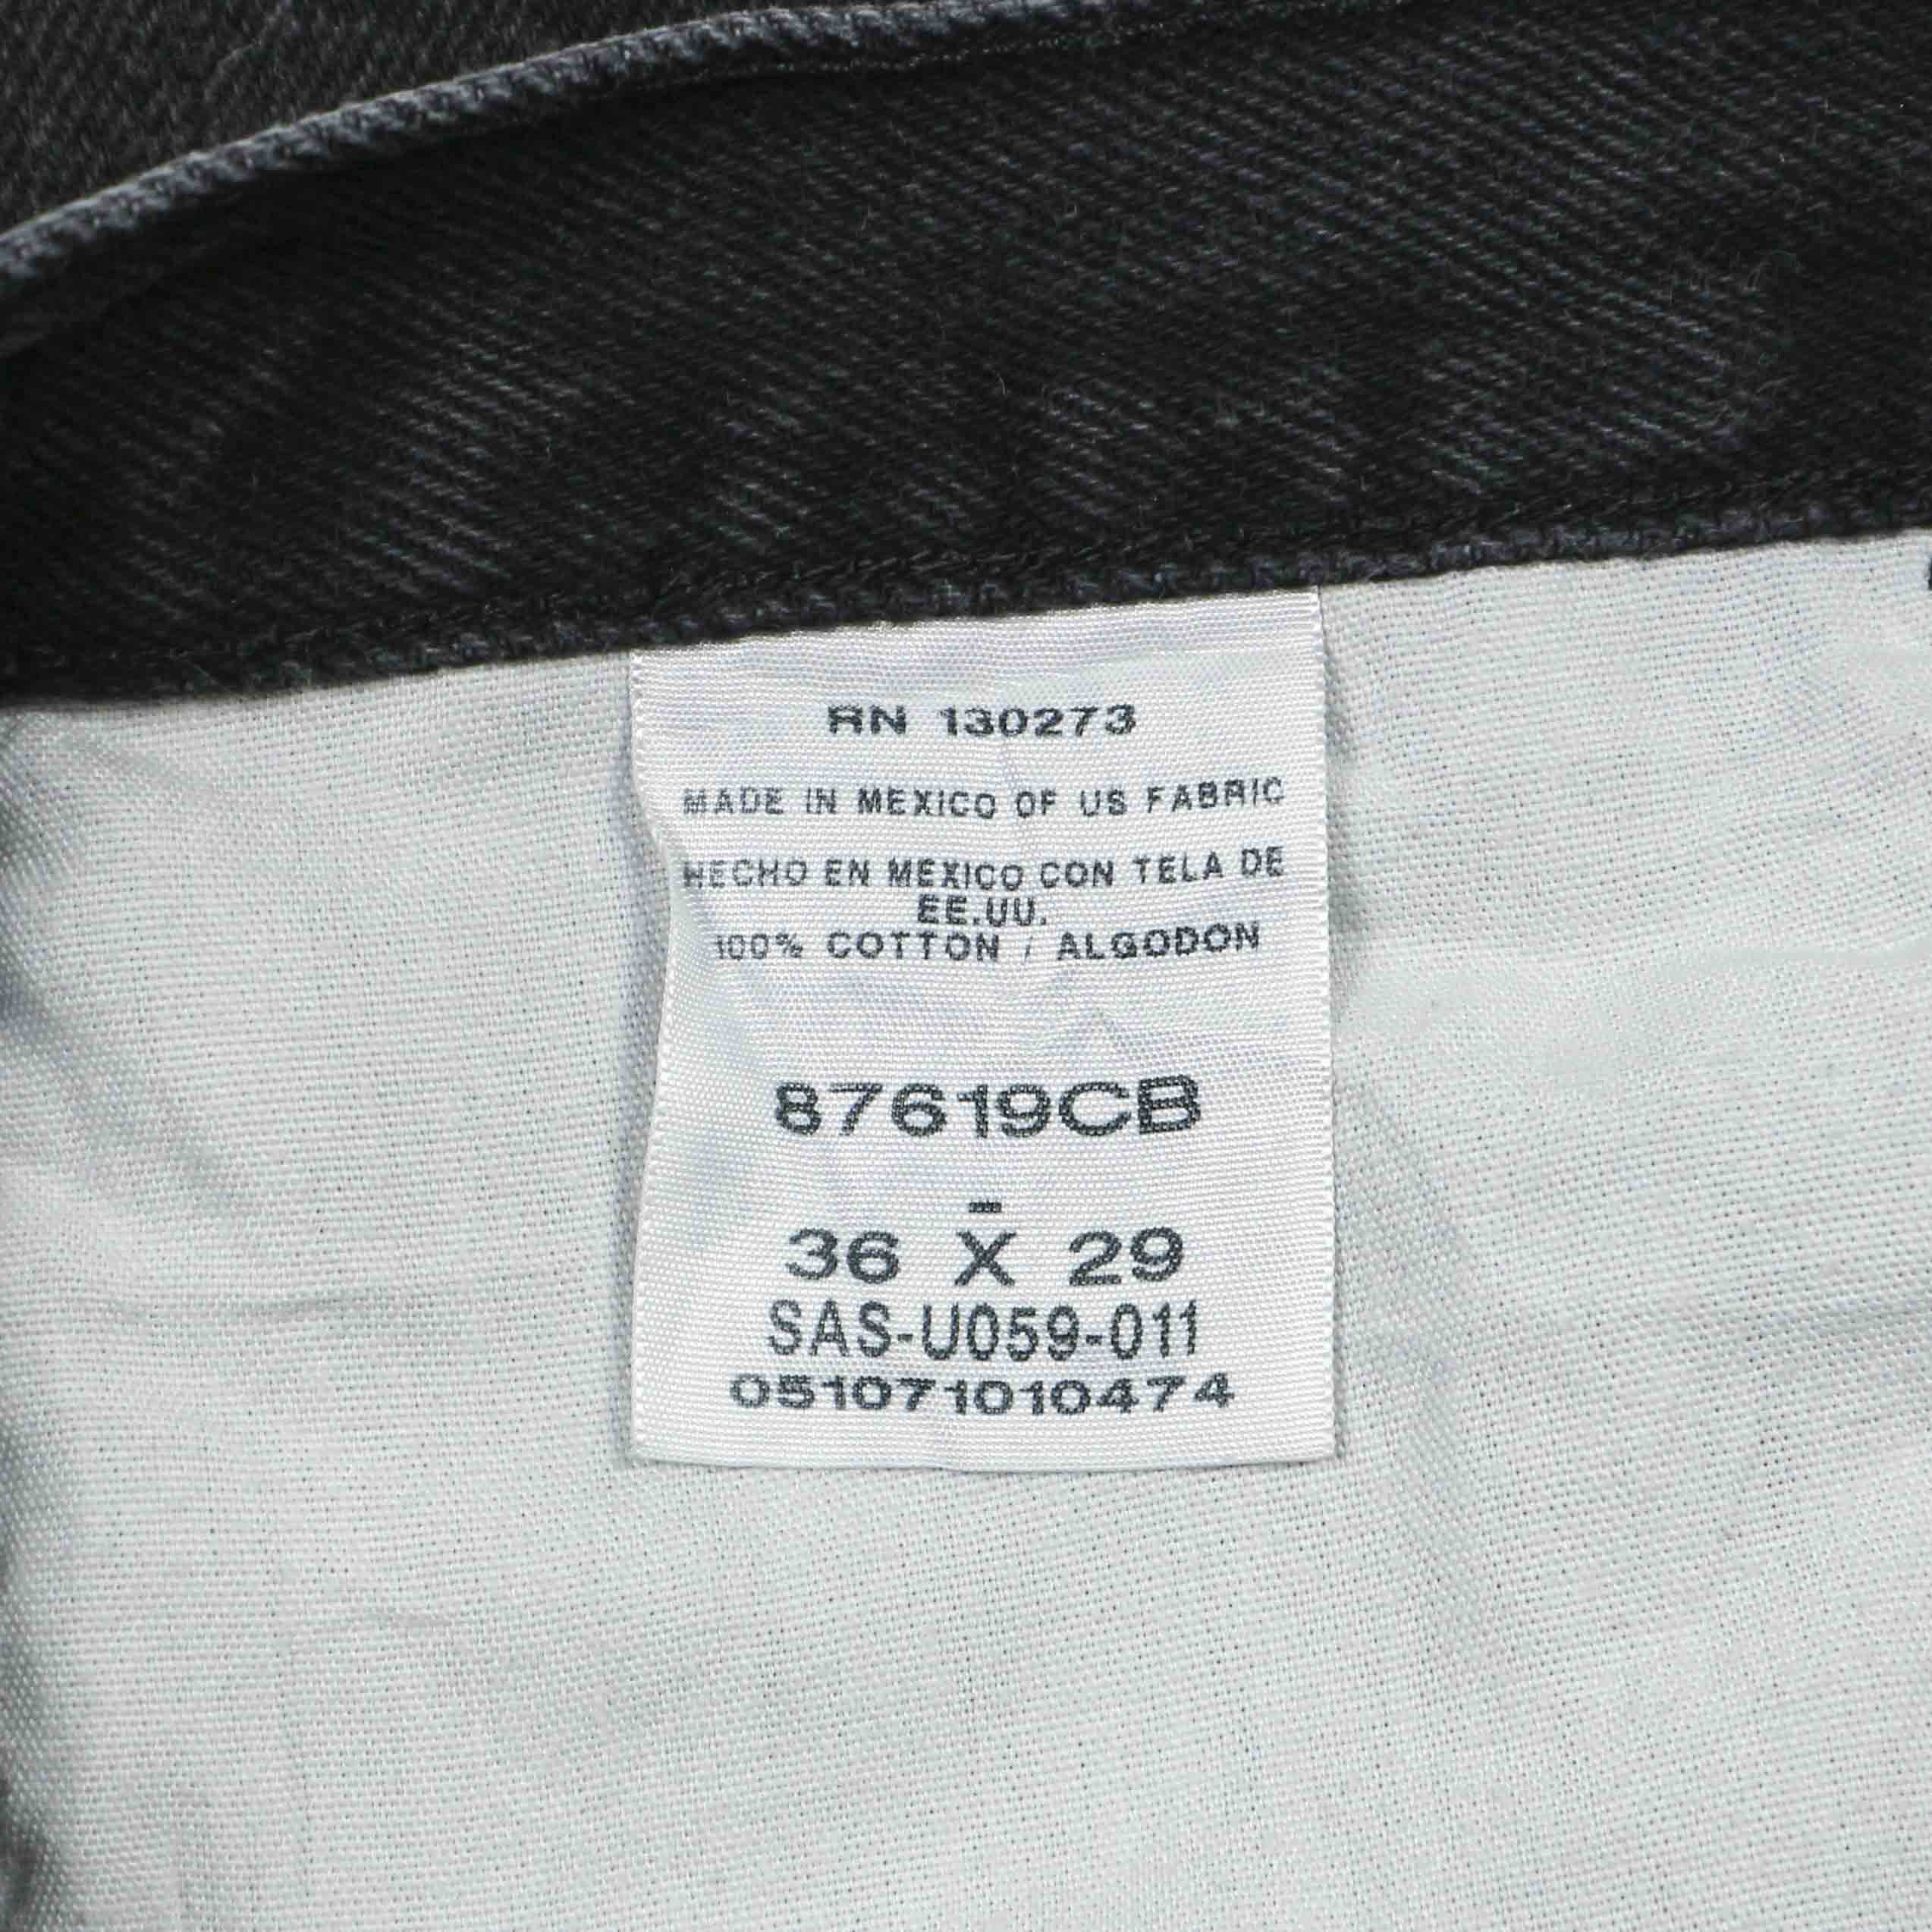 RN 130273
MADE IN MEXICO OF US FABRIC
HECHO EN MEXICO CON TELA DE
EE.UU.
100% COTTON / ALGODON
87619CB
-
36 X 29
SAS-U059-011
051071010474